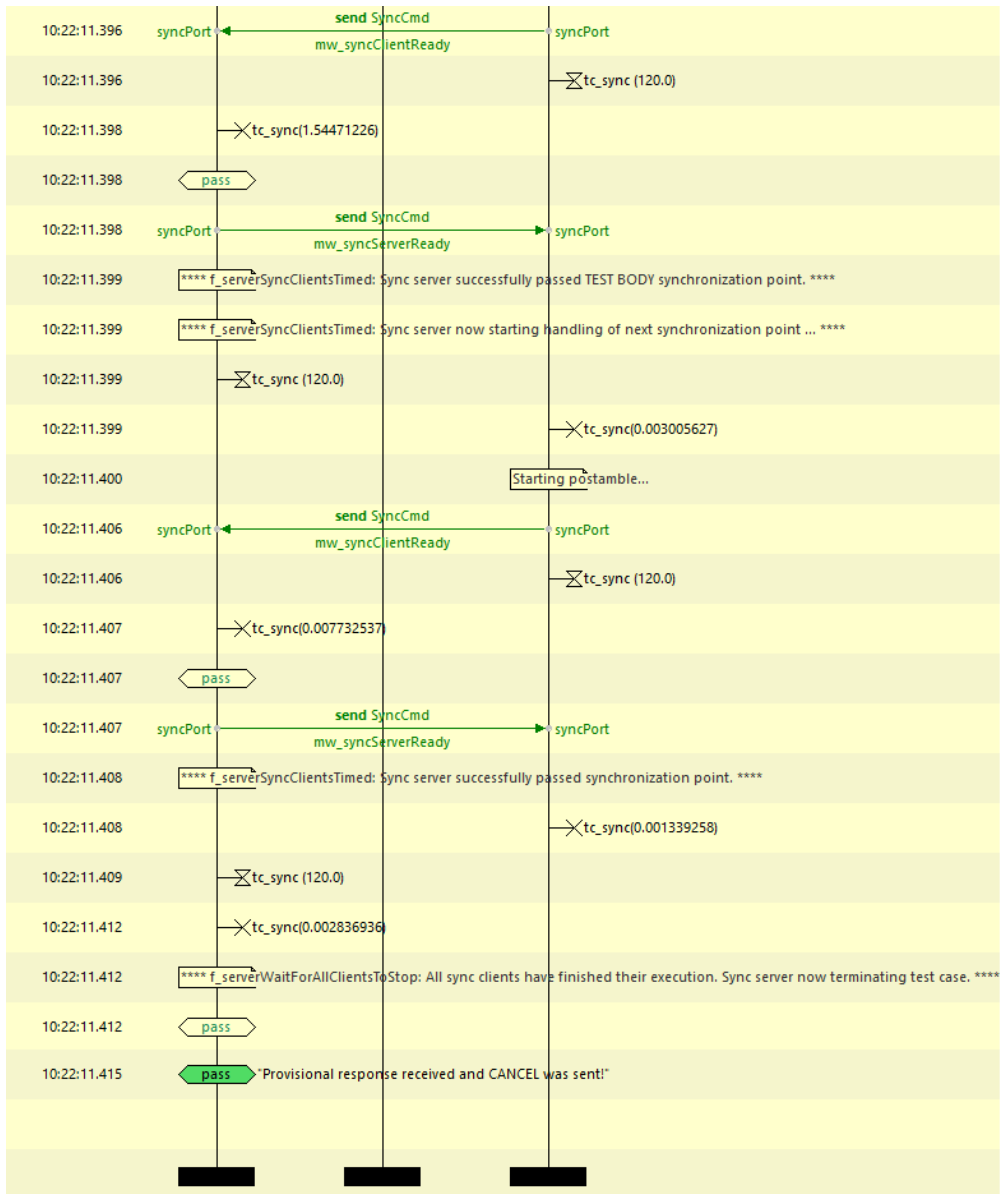 send SyncCmd
10:22:11.396 syncPort syncPort
mw_syncClientReady
10:22:11.396 tc_sync (120.0)
10:22:11.398 tc_sync(1.54471226)
10:22:11.398 pass
send SyncCmd
10:22:11.398 syncPort syncPort
mw_syncServerReady
10:22:11.399 **** f_serverSyncClientsTimed: Sync server successfully passed TEST BODY synchronization point. ****
10:22:11.399 **** f_serverSyncClientsTimed: Sync server now starting handling of next synchronization point ... ****
10:22:11.399 tc_sync (120.0)
10:22:11.399 tc_sync(0.003005627)
10:22:11.400 Starting postamble...
send SyncCmd
10:22:11.406 syncPort syncPort
mw_syncClientReady
10:22:11.406 tc_sync (120.0)
10:22:11.407 tc_sync(0.007732537)
10:22:11.407 pass
send SyncCmd
10:22:11.407 syncPort syncPort
mw_syncServerReady
10:22:11.408 **** f_serverSyncClientsTimed: Sync server successfully passed synchronization point. ****
10:22:11.408 tc_sync(0.001339258)
10:22:11.409 tc_sync (120.0)
10:22:11.412 tc_sync(0.002836936)
10:22:11.412 **** f_serverWaitForAllClientsToStop: All sync clients have finished their execution. Sync server now terminating test case. ****
10:22:11.412 pass
10:22:11.415 pass "Provisional response received and CANCEL was sent!"